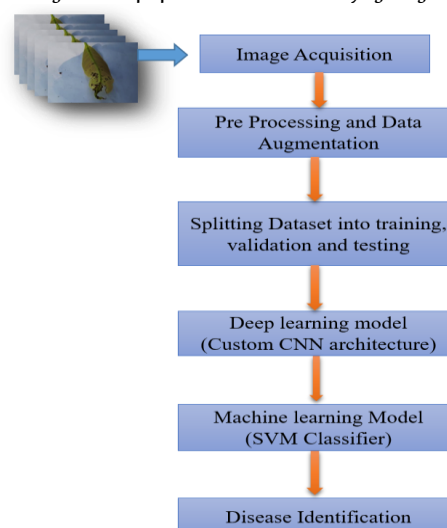 Image Acquisition
Pre Processing and Data
Augmentation
Splitting Dataset into training,
validation and testing
Deep learning model
(Custom CNN architecture)
Machine learning Model
(SVM Classifier)
Disease Identification